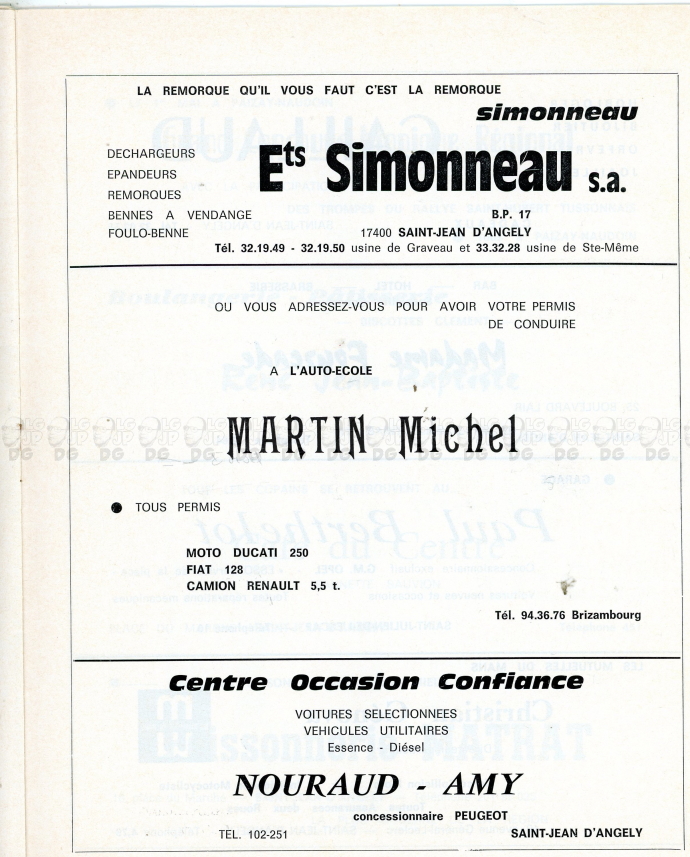 LA REMORQUE QU'IL VOUS FAUT C'EST LA REMORQUE
simonneau
Ets Simonneau s.a.
DECHARGEURS
EPANDEURS
REMORQUES
BENNES A VENDANGE
FOULO-BENNE
B.P. 17
17400 SAINT-JEAN D'ANGELY
Tél. 32.19.49 - 32.19.50 usine de Graveau et 33.32.28 usine de Ste-Même
OU VOUS ADRESSEZ-VOUS POUR AVOIR VOTRE PERMIS
DE CONDUIRE
A L'AUTO-ECOLE
MARTIN Michel
TOUS PERMIS
MOTO DUCATI 250
FIAT 128
CAMION RENAULT 5,5 t.
Tél. 94.36.76 Brizambourg
Centre Occasion Confiance
VOITURES SELECTIONNEES
VEHICULES UTILITAIRES
Essence - Diésel
NOURAUD - AMY
concessionnaire PEUGEOT
TEL. 102-251 SAINT-JEAN D'ANGELY